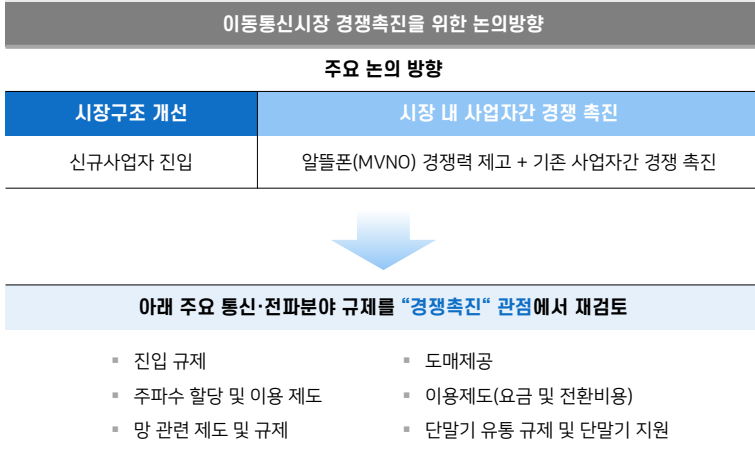 이동통신시장 경쟁촉진을 위한 논의방향
주요 논의 방향
시장구조 개선
시장 내 사업자간 경쟁 촉진
신규사업자 진입
알뜰폰(MVNO) 경쟁력 제고 + 기존 사업자간 경쟁 촉진
아래 주요 통신·전파분야 규제를 “경쟁촉진“ 관점에서 재검토
▪ 진입 규제
▪ 주파수 할당 및 이용 제도
▪ 망 관련 제도 및 규제
▪ 도매제공
▪ 이용제도(요금 및 전환비용)
▪ 단말기 유통 규제 및 단말기 지원